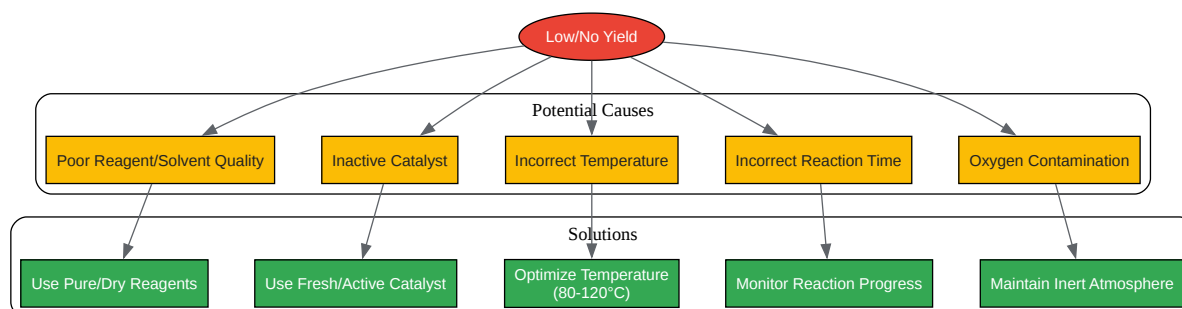 Low/No Yield
Potential Causes
Poor Reagent/Solvent Quality
Inactive Catalyst
Incorrect Temperature
Incorrect Reaction Time
Oxygen Contamination
Solutions
Use Pure/Dry Reagents
Use Fresh/Active Catalyst
Optimize Temperature
(80-120°C)
Monitor Reaction Progress
Maintain Inert Atmosphere